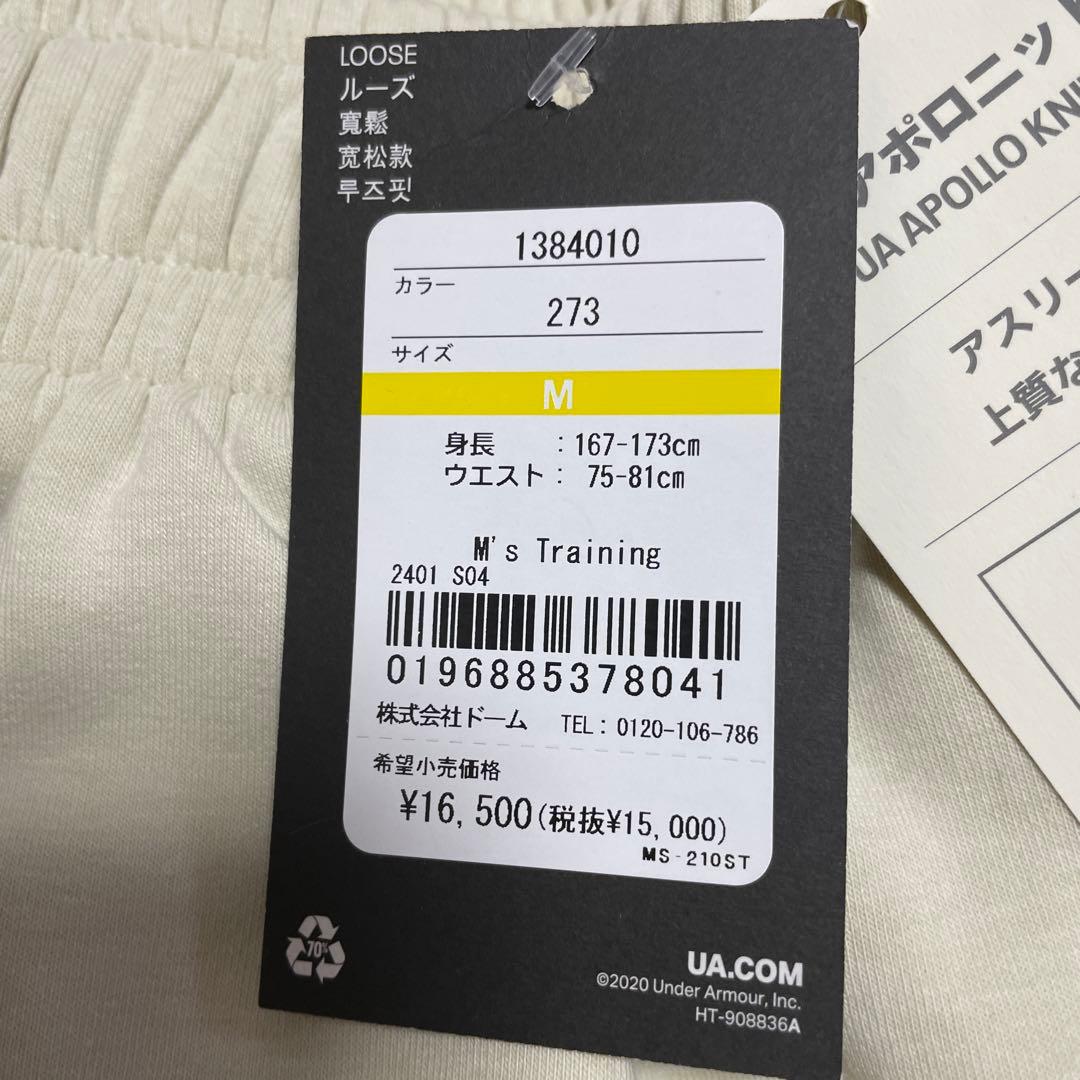 LOOSE
ルーズ
寬鬆
宽松款
루즈핏
1384010
カラー
273
サイズ
M
身長 : 167-173cm
ウエスト : 75-81cm
M's Training
2401 S04
0196885378041
株式会社ドーム TEL: 0120-106-786
希望小売価格
¥16,500(税抜¥15,000)
MS-210ST
70%
UA.COM
©2020 Under Armour, Inc.
HT-908836A
アポロニッ
UA APOLLO KNI
アスリー
上質な